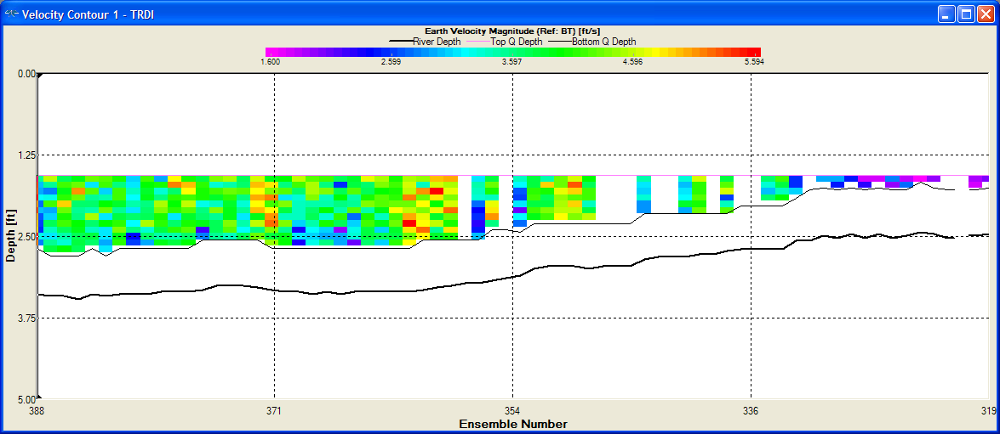 Velocity Contour 1 - TRDI
Earth Velocity Magnitude (Ref: BT) [ft/s]
River Depth Top Q Depth Bottom Q Depth
1.600 2.599 3.597 4.596 5.594
0.00
1.25
2.50
3.75
5.00
Depth [ft]
388 371 354 336 319
Ensemble Number